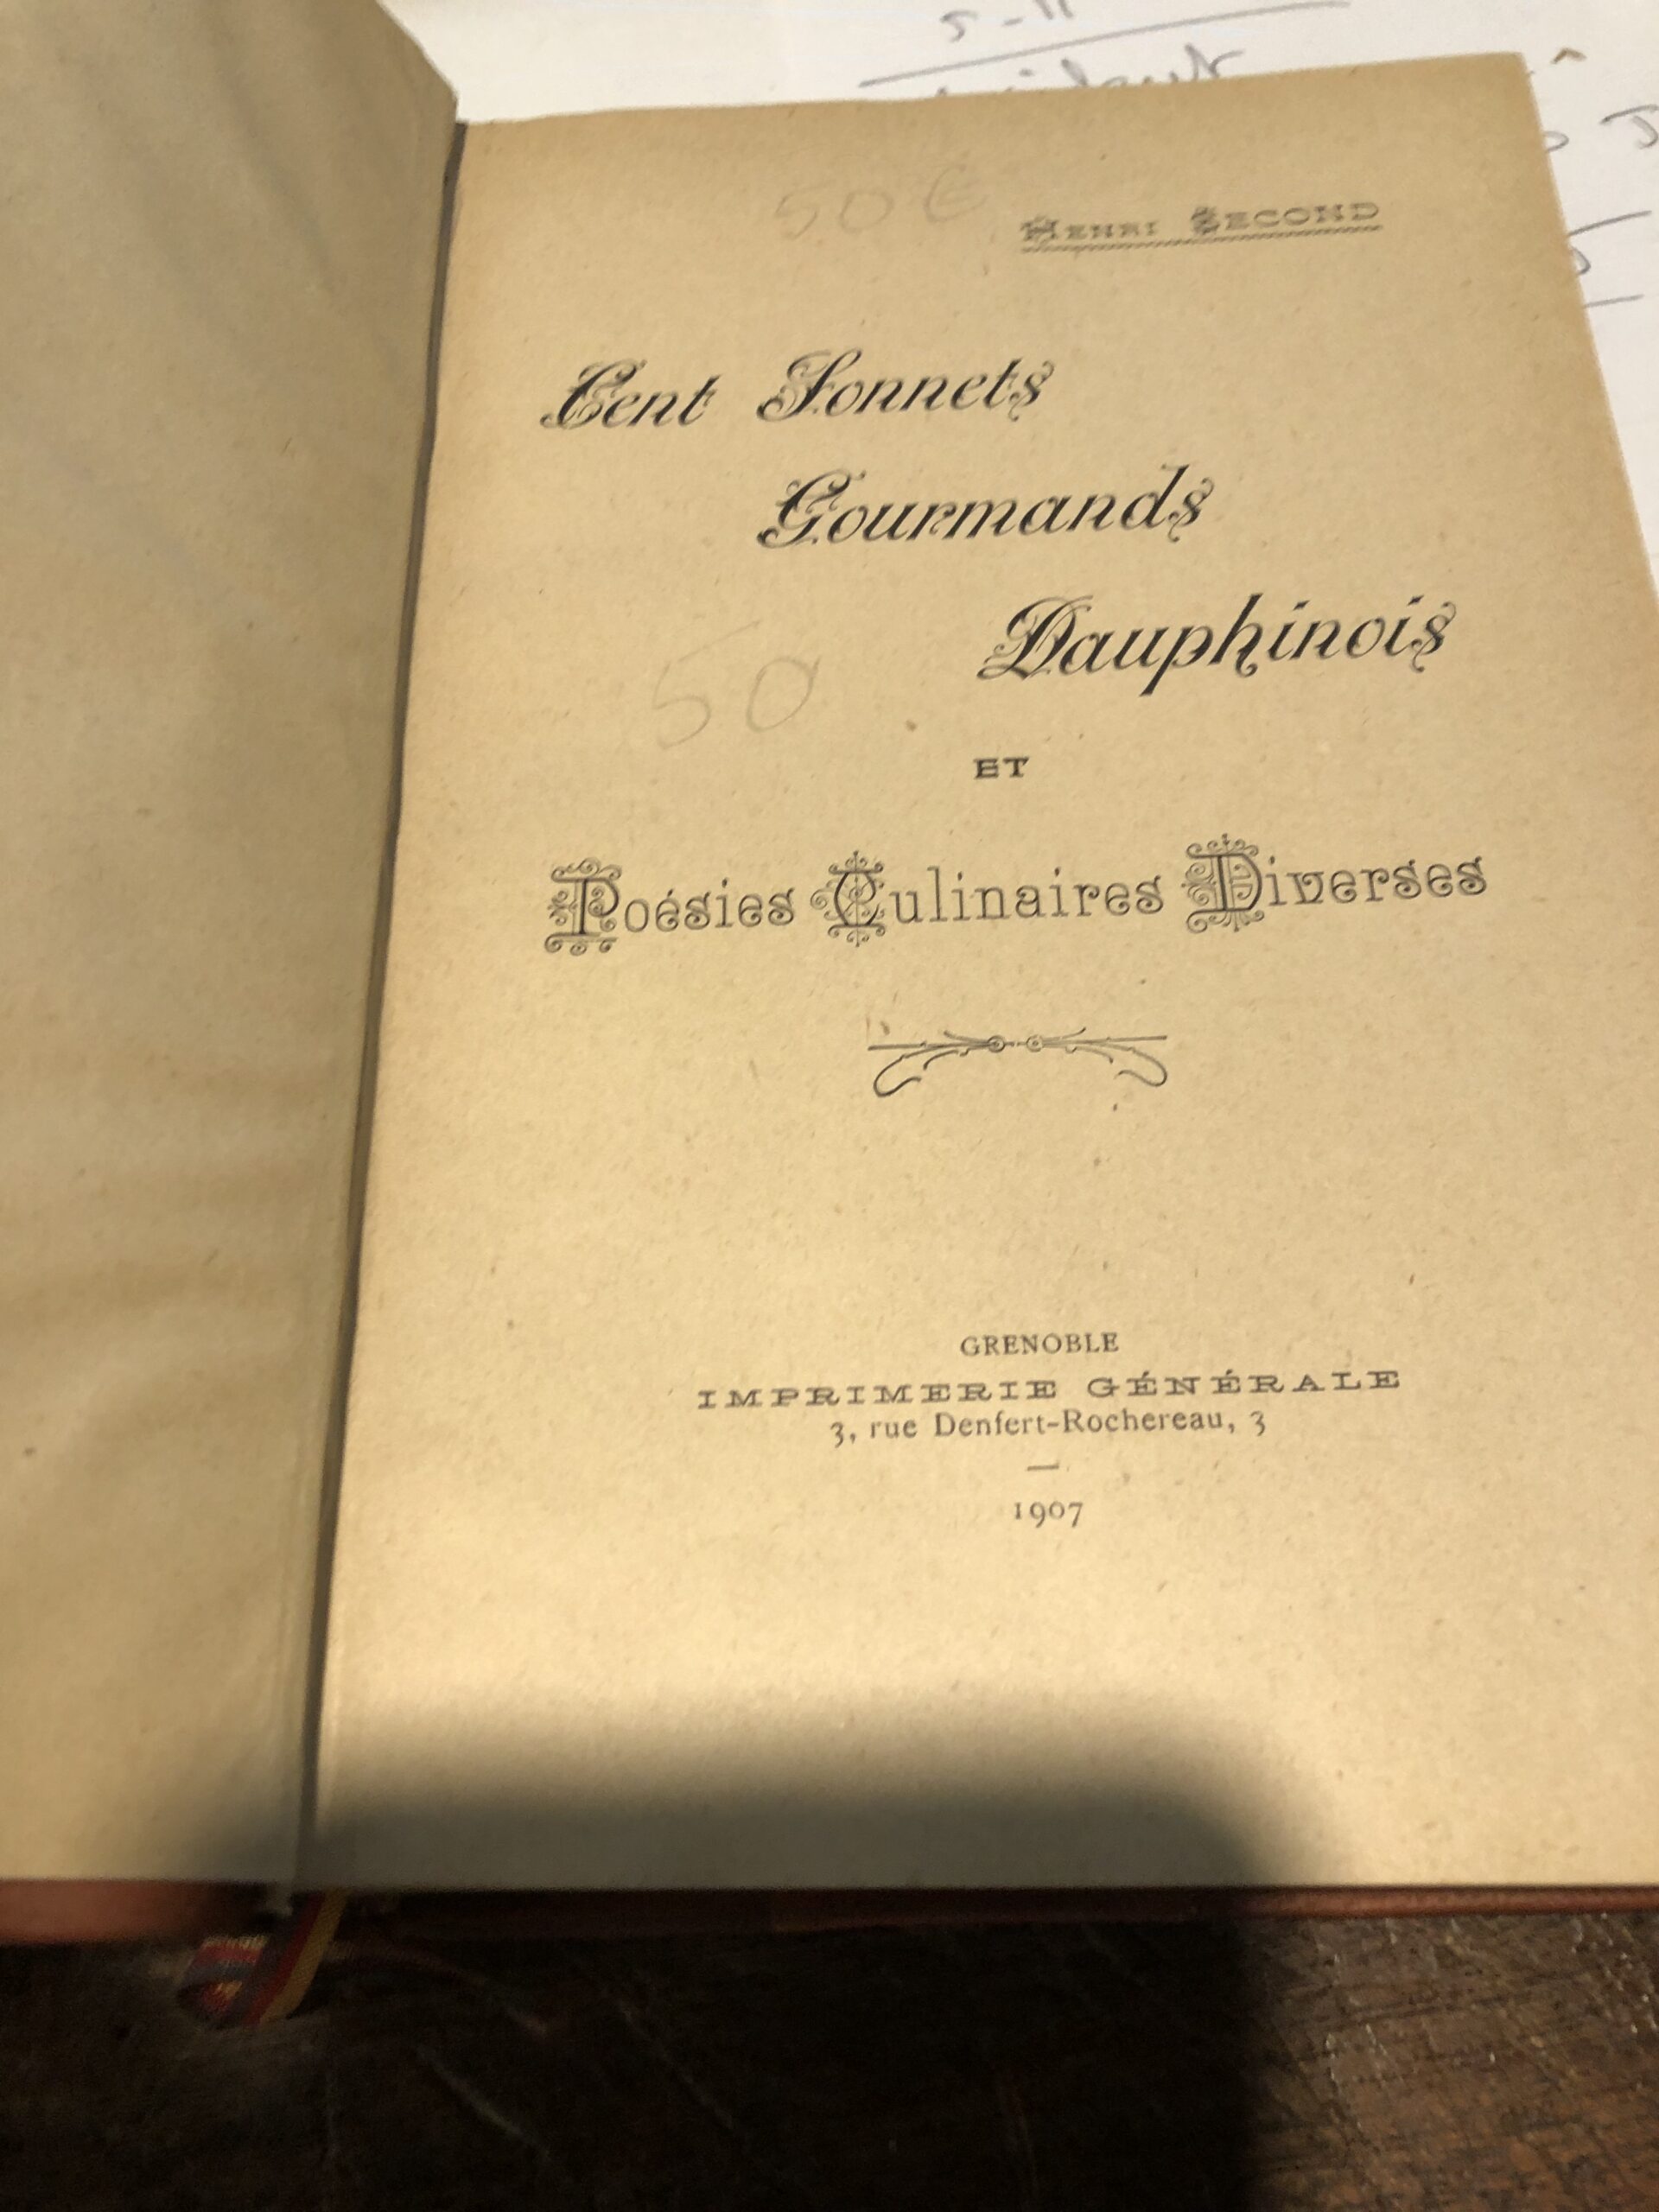 50 €
HENRI SECOND
Cent Sonnets
Gourmands
Dauphinois
50
ET
Poésies Culinaires Diverses
GRENOBLE
IMPRIMERIE GÉNÉRALE
3, rue Denfert-Rochereau, 3
1907